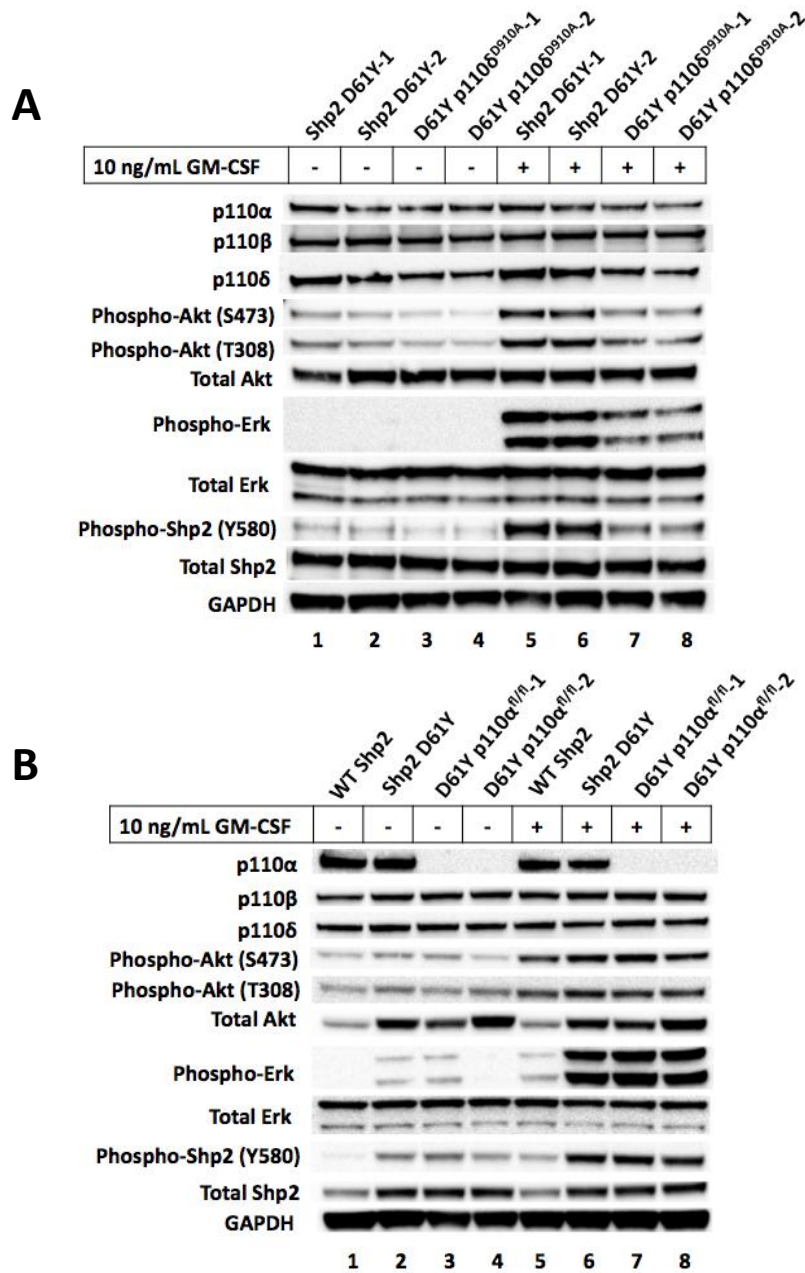 A
Shp2 D61Y-1
Shp2 D61Y-2
D61Y p110δD910A-1
D61Y p110δD910A-2
Shp2 D61Y-1
Shp2 D61Y-2
D61Y p110δD910A-1
D61Y p110δD910A-2
10 ng/mL GM-CSF - - - - + + + +
p110α
p110β
p110δ
Phospho-Akt (S473)
Phospho-Akt (T308)
Total Akt
Phospho-Erk
Total Erk
Phospho-Shp2 (Y580)
Total Shp2
GAPDH
1 2 3 4 5 6 7 8
B
WT Shp2
Shp2 D61Y
D61Y p110αfl/fl-1
D61Y p110αfl/fl-2
WT Shp2
Shp2 D61Y
D61Y p110αfl/fl-1
D61Y p110αfl/fl-2
10 ng/mL GM-CSF - - - - + + + +
p110α
p110β
p110δ
Phospho-Akt (S473)
Phospho-Akt (T308)
Total Akt
Phospho-Erk
Total Erk
Phospho-Shp2 (Y580)
Total Shp2
GAPDH
1 2 3 4 5 6 7 8